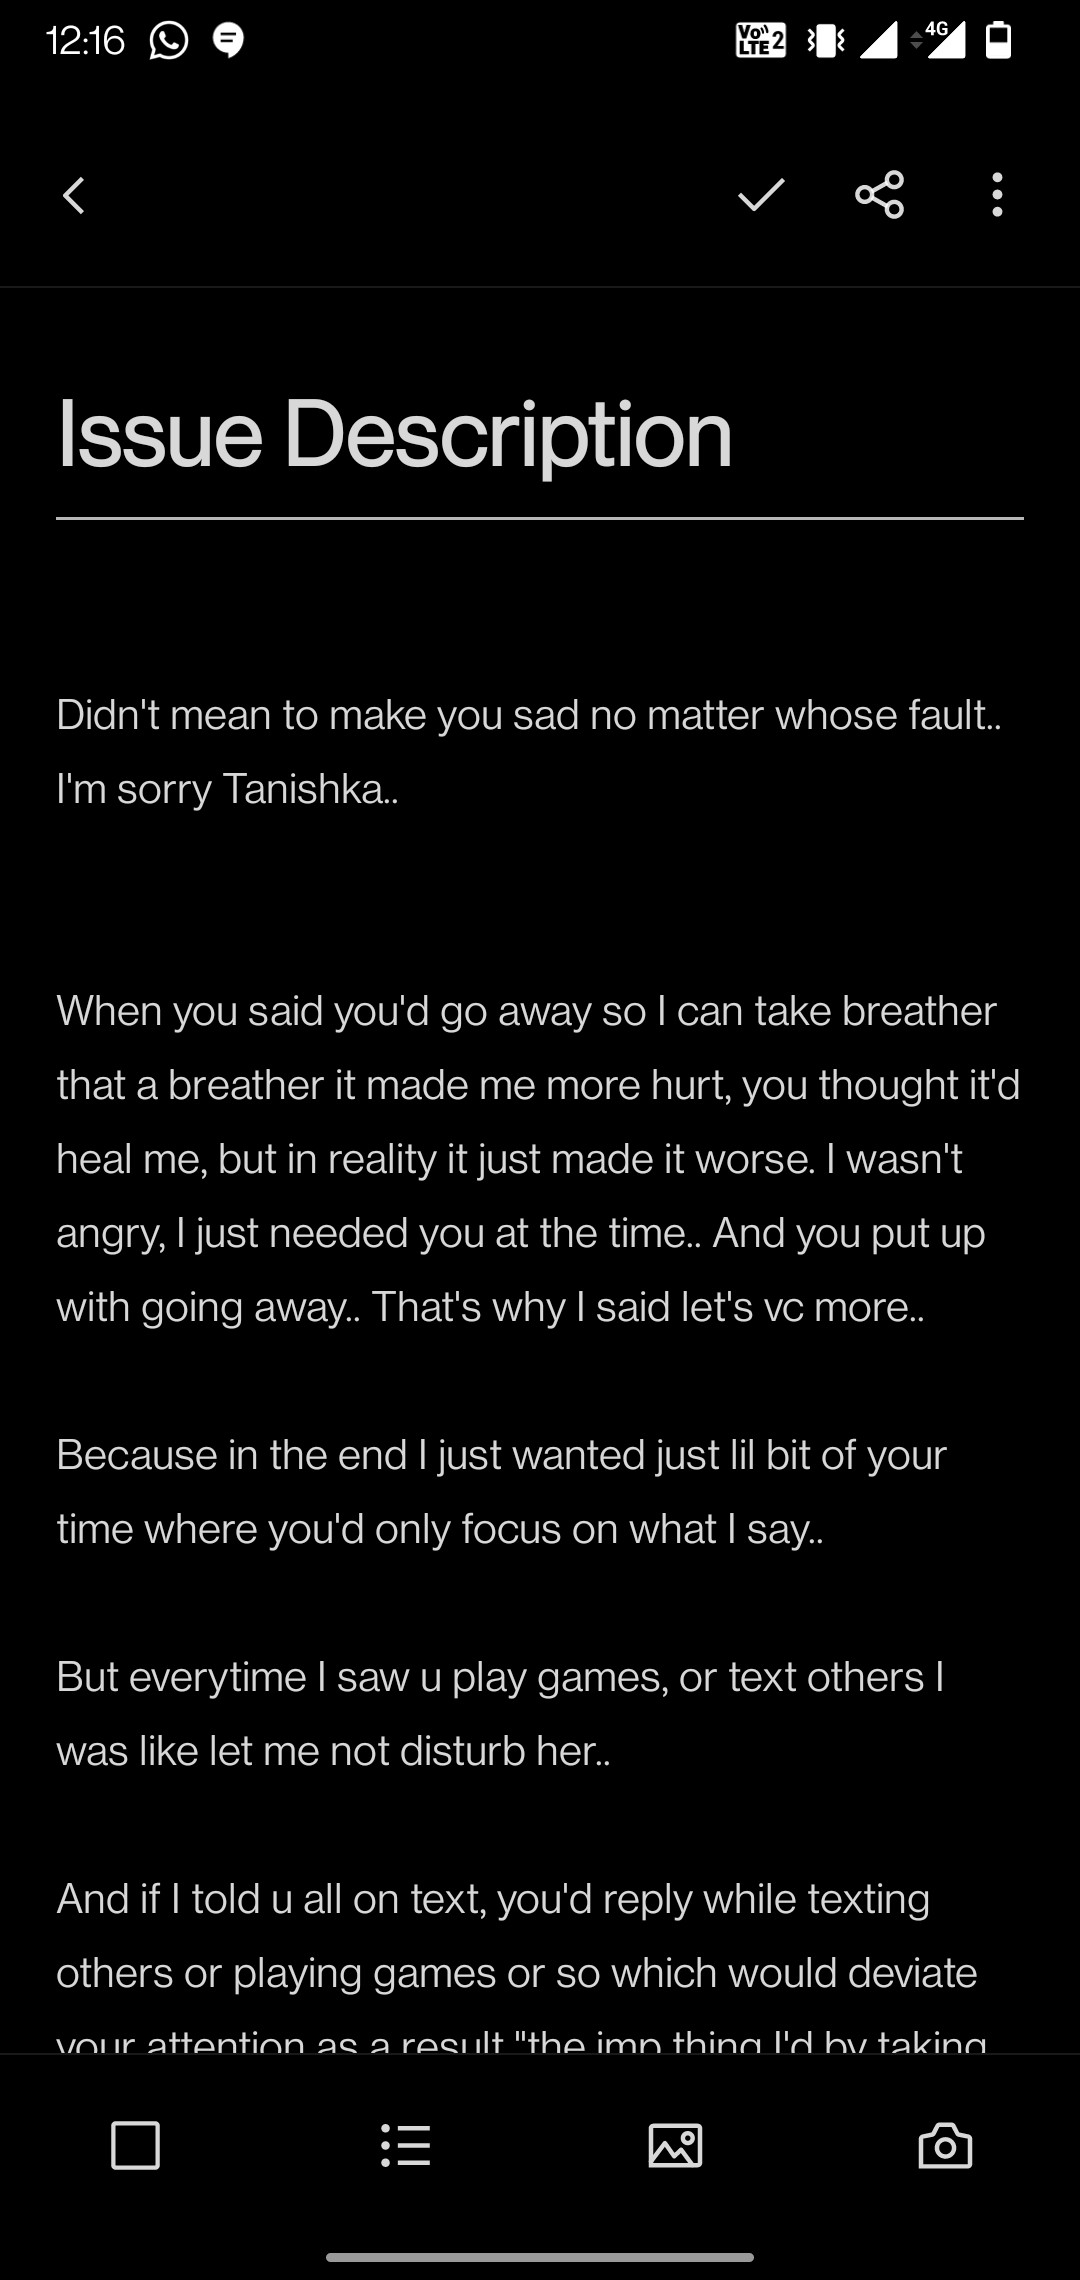 12:16
Vo)) LTE 2
4G
Issue Description
Didn't mean to make you sad no matter whose fault..
I'm sorry Tanishka..
When you said you'd go away so I can take breather
that a breather it made me more hurt, you thought it'd
heal me, but in reality it just made it worse. I wasn't
angry, I just needed you at the time.. And you put up
with going away.. That's why I said let's vc more..
Because in the end I just wanted just lil bit of your
time where you'd only focus on what I say..
But everytime I saw u play games, or text others I
was like let me not disturb her..
And if I told u all on text, you'd reply while texting
others or playing games or so which would deviate
your attention as a result "the imp thing I'd by taking